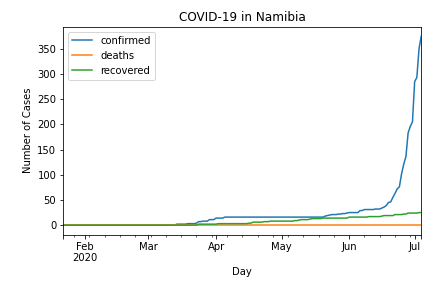 COVID-19 in Namibia
confirmed
deaths
recovered
Number of Cases
350
300
250
200
150
100
50
0
Feb
2020
Mar
Apr
May
Jun
Jul
Day